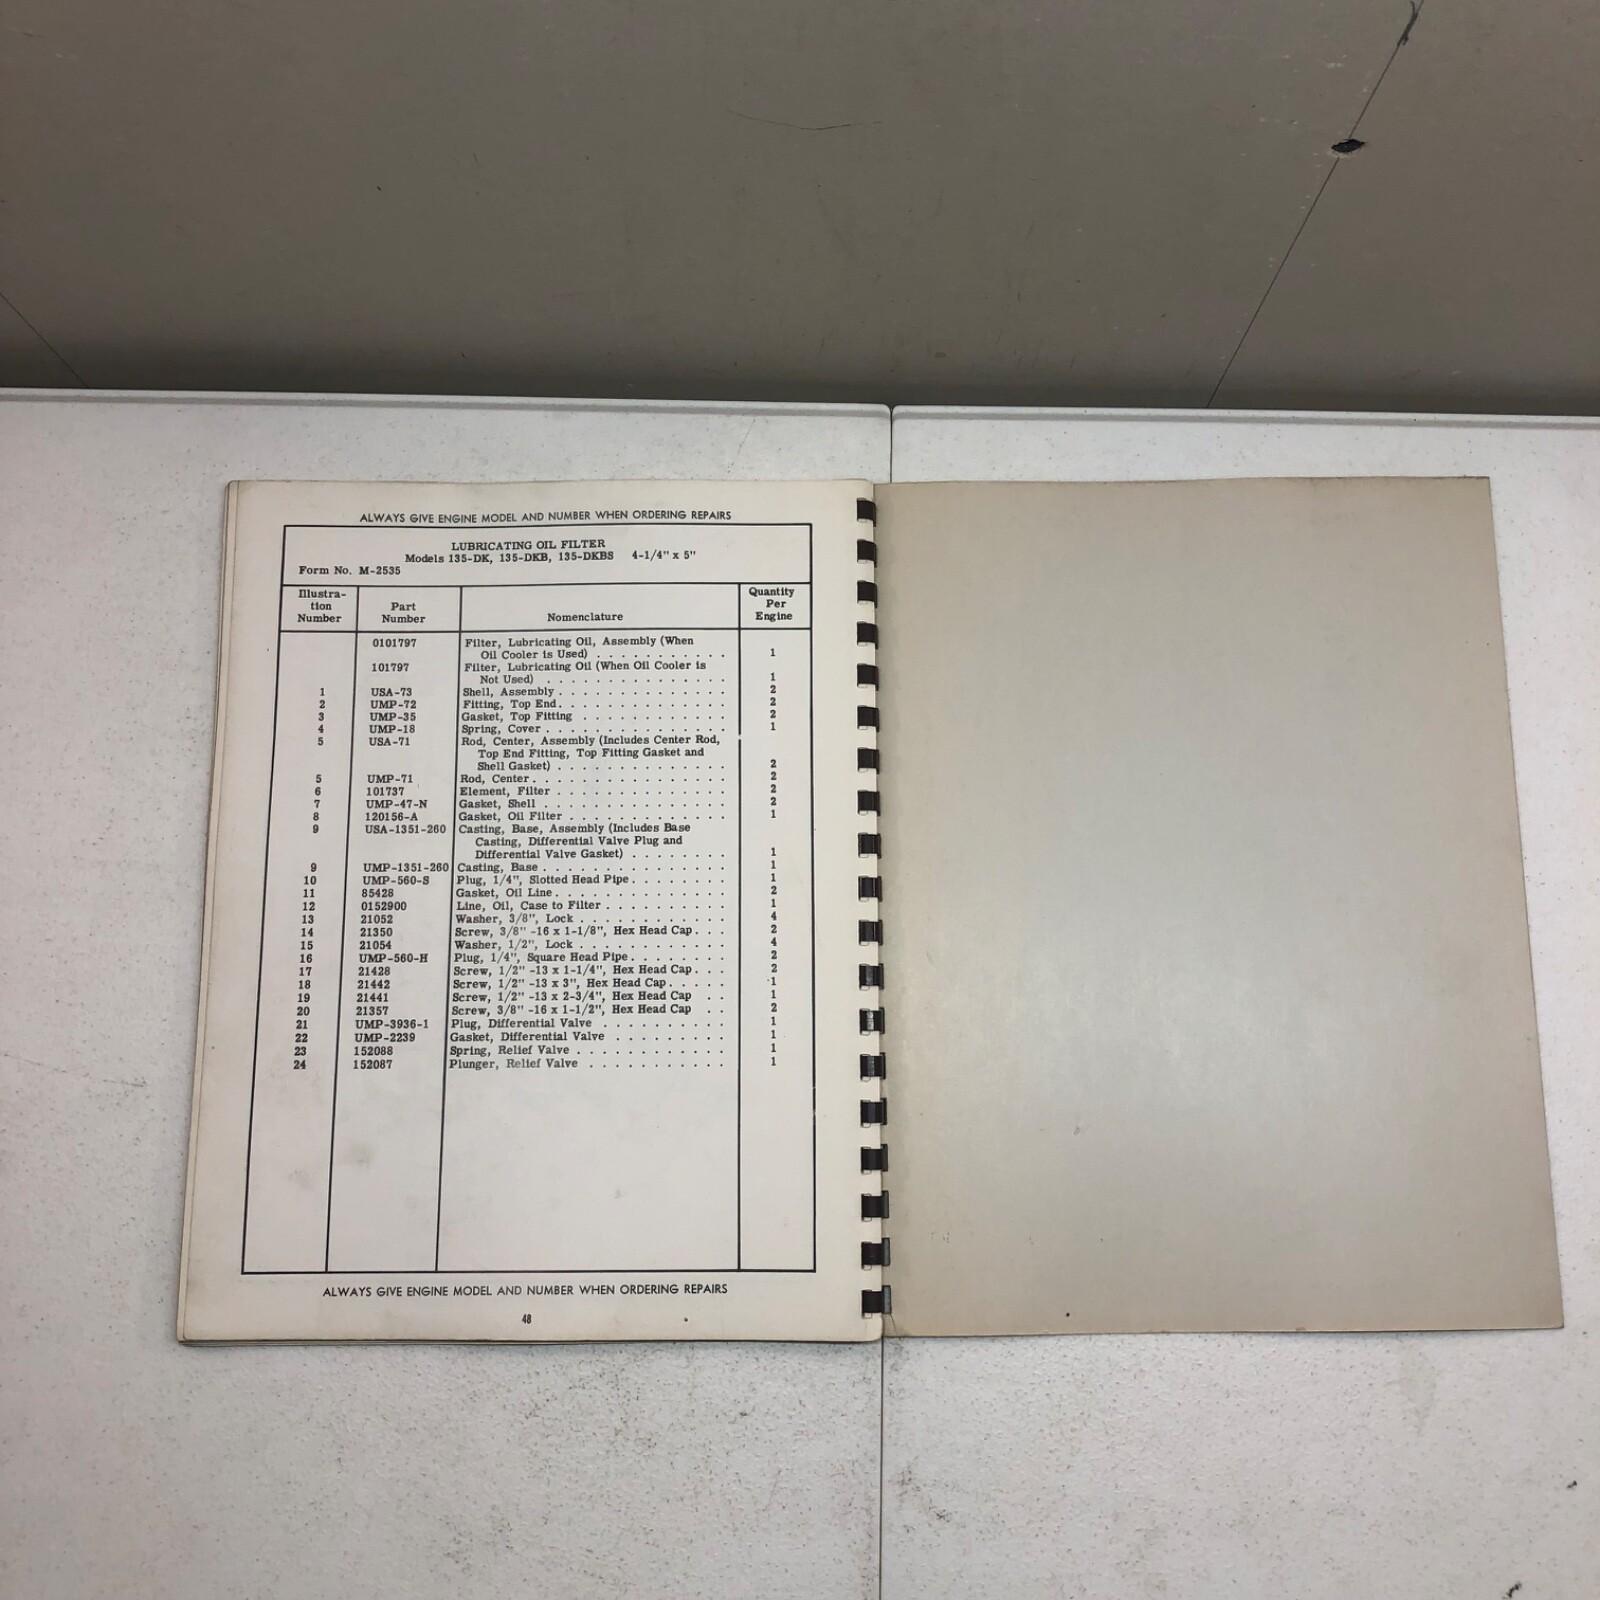 ALWAYS GIVE ENGINE MODEL AND NUMBER WHEN ORDERING REPAIRS
LUBRICATING OIL FILTER
Models 135-DK, 135-DKB, 135-DKBS 4-1/4" x 5"
Form No. M-2535
Illustra-
tion
Number
Part
Number
Nomenclature
Quantity
Per
Engine
0101797 Filter, Lubricating Oil, Assembly (When
Oil Cooler is Used) . . . . . . . . . . . 1
101797 Filter, Lubricating Oil (When Oil Cooler is
Not Used) . . . . . . . . . . . . . . . 1
1 USA-73 Shell, Assembly . . . . . . . . . . . . . . 2
2 UMP-72 Fitting, Top End . . . . . . . . . . . . . . 2
3 UMP-35 Gasket, Top Fitting . . . . . . . . . . . . 2
4 UMP-18 Spring, Cover . . . . . . . . . . . . . . . 1
5 USA-71 Rod, Center, Assembly (Includes Center Rod,
Top End Fitting, Top Fitting Gasket and
Shell Gasket) . . . . . . . . . . . . . . 2
5 UMP-71 Rod, Center . . . . . . . . . . . . . . . . 2
6 101737 Element, Filter . . . . . . . . . . . . . . 2
7 UMP-47-N Gasket, Shell . . . . . . . . . . . . . . . 2
8 120156-A Gasket, Oil Filter . . . . . . . . . . . . . 1
9 USA-1351-260 Casting, Base, Assembly (Includes Base
Casting, Differential Valve Plug and
Differential Valve Gasket) . . . . . . . . 1
9 UMP-1351-260 Casting, Base . . . . . . . . . . . . . . . 1
10 UMP-560-S Plug, 1/4", Slotted Head Pipe . . . . . . . 1
11 85428 Gasket, Oil Line . . . . . . . . . . . . . . 2
12 0152900 Line, Oil, Case to Filter . . . . . . . . . . 1
13 21052 Washer, 3/8", Lock . . . . . . . . . . . . 4
14 21350 Screw, 3/8" -16 x 1-1/8", Hex Head Cap . . . 2
15 21054 Washer, 1/2", Lock . . . . . . . . . . . . 4
16 UMP-560-H Plug, 1/4", Square Head Pipe . . . . . . . 2
17 21428 Screw, 1/2" -13 x 1-1/4", Hex Head Cap . . . 2
18 21442 Screw, 1/2" -13 x 3", Hex Head Cap . . . . . 1
19 21441 Screw, 1/2" -13 x 2-3/4", Hex Head Cap . . 1
20 21357 Screw, 3/8" -16 x 1-1/2", Hex Head Cap . . 2
21 UMP-3936-1 Plug, Differential Valve . . . . . . . . . . 1
22 UMP-2239 Gasket, Differential Valve . . . . . . . . . 1
23 152088 Spring, Relief Valve . . . . . . . . . . . . 1
24 152087 Plunger, Relief Valve . . . . . . . . . . . 1
ALWAYS GIVE ENGINE MODEL AND NUMBER WHEN ORDERING REPAIRS
48